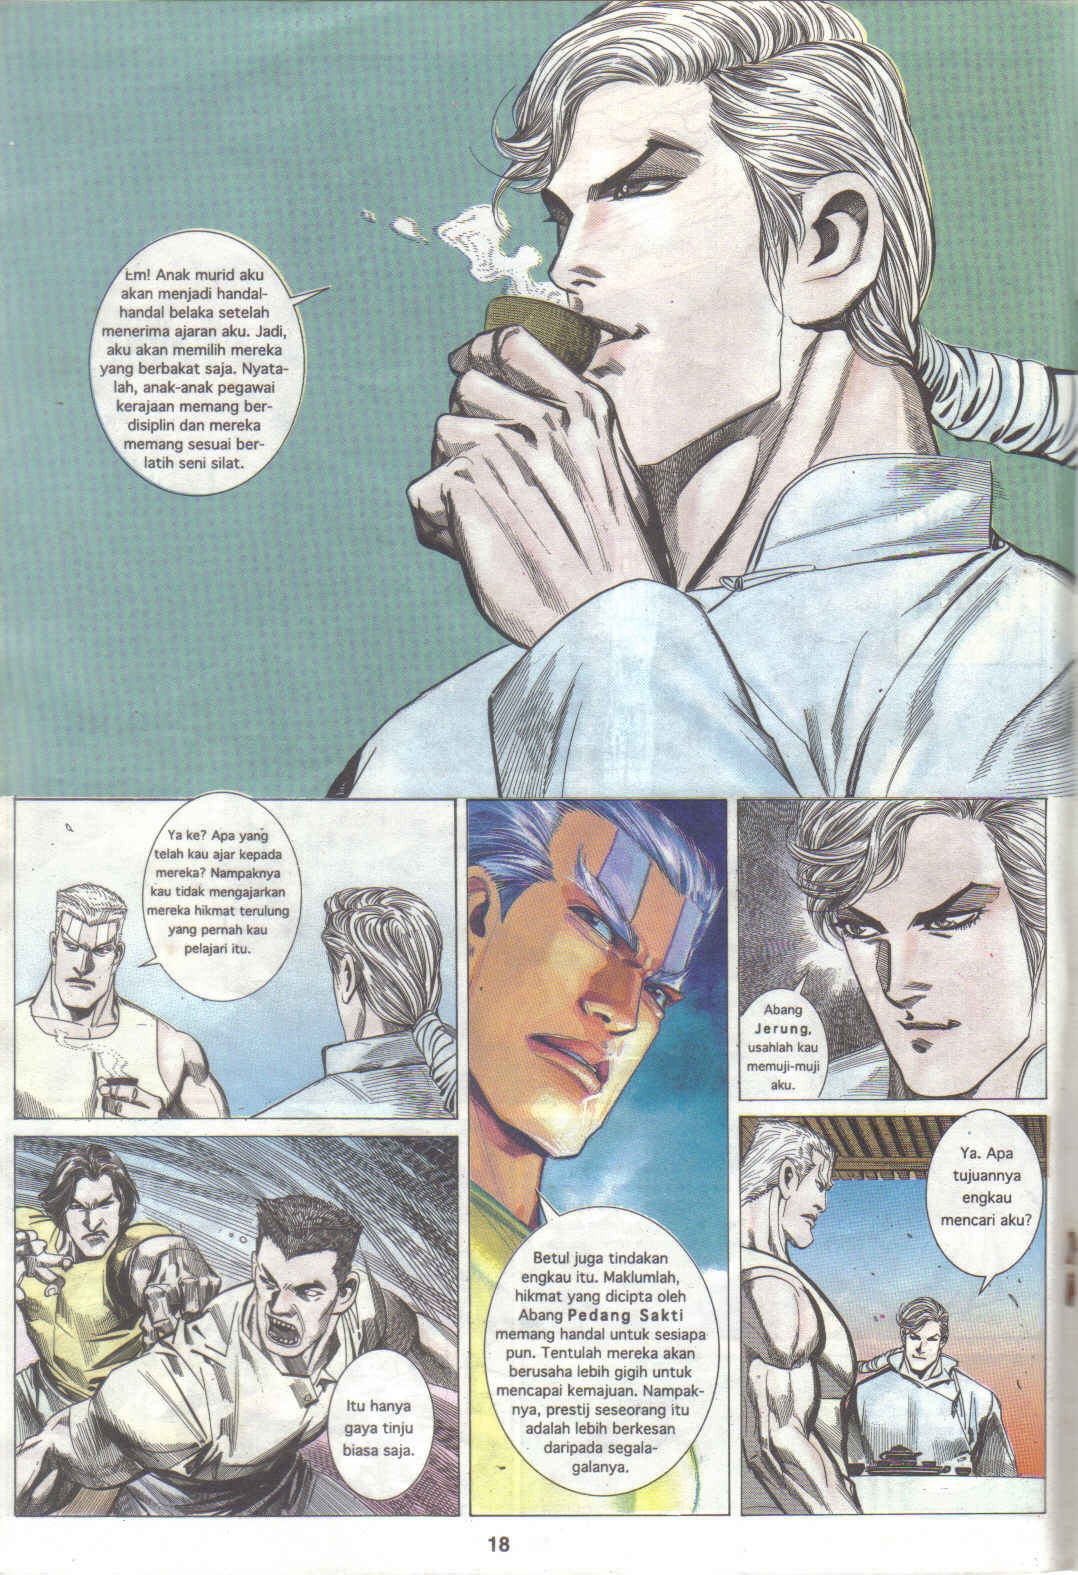 Em! Anak murid aku
akan menjadi handal-
handal belaka setelah
menerima ajaran aku. Jadi,
aku akan memilih mereka
yang berbakat saja. Nyata-
lah, anak-anak pegawai
kerajaan memang ber-
disiplin dan mereka
memang sesuai ber-
latih seni silat.
Ya ke? Apa yang
telah kau ajar kepada
mereka? Nampaknya
kau tidak mengajarkan
mereka hikmat terulung
yang pernah kau
pelajari itu.
Itu hanya
gaya tinju
biasa saja.
Betul juga tindakan
engkau itu. Maklumlah,
hikmat yang dicipta oleh
Abang Pedang Sakti
memang handal untuk sesiapa
pun. Tentulah mereka akan
berusaha lebih gigih untuk
mencapai kemajuan. Nampak-
nya, prestij seseorang itu
adalah lebih berkesan
daripada segala-
galanya.
Abang
Jerung,
usahlah kau
memuji-muji
aku.
Ya. Apa
tujuannya
engkau
mencari aku?
18